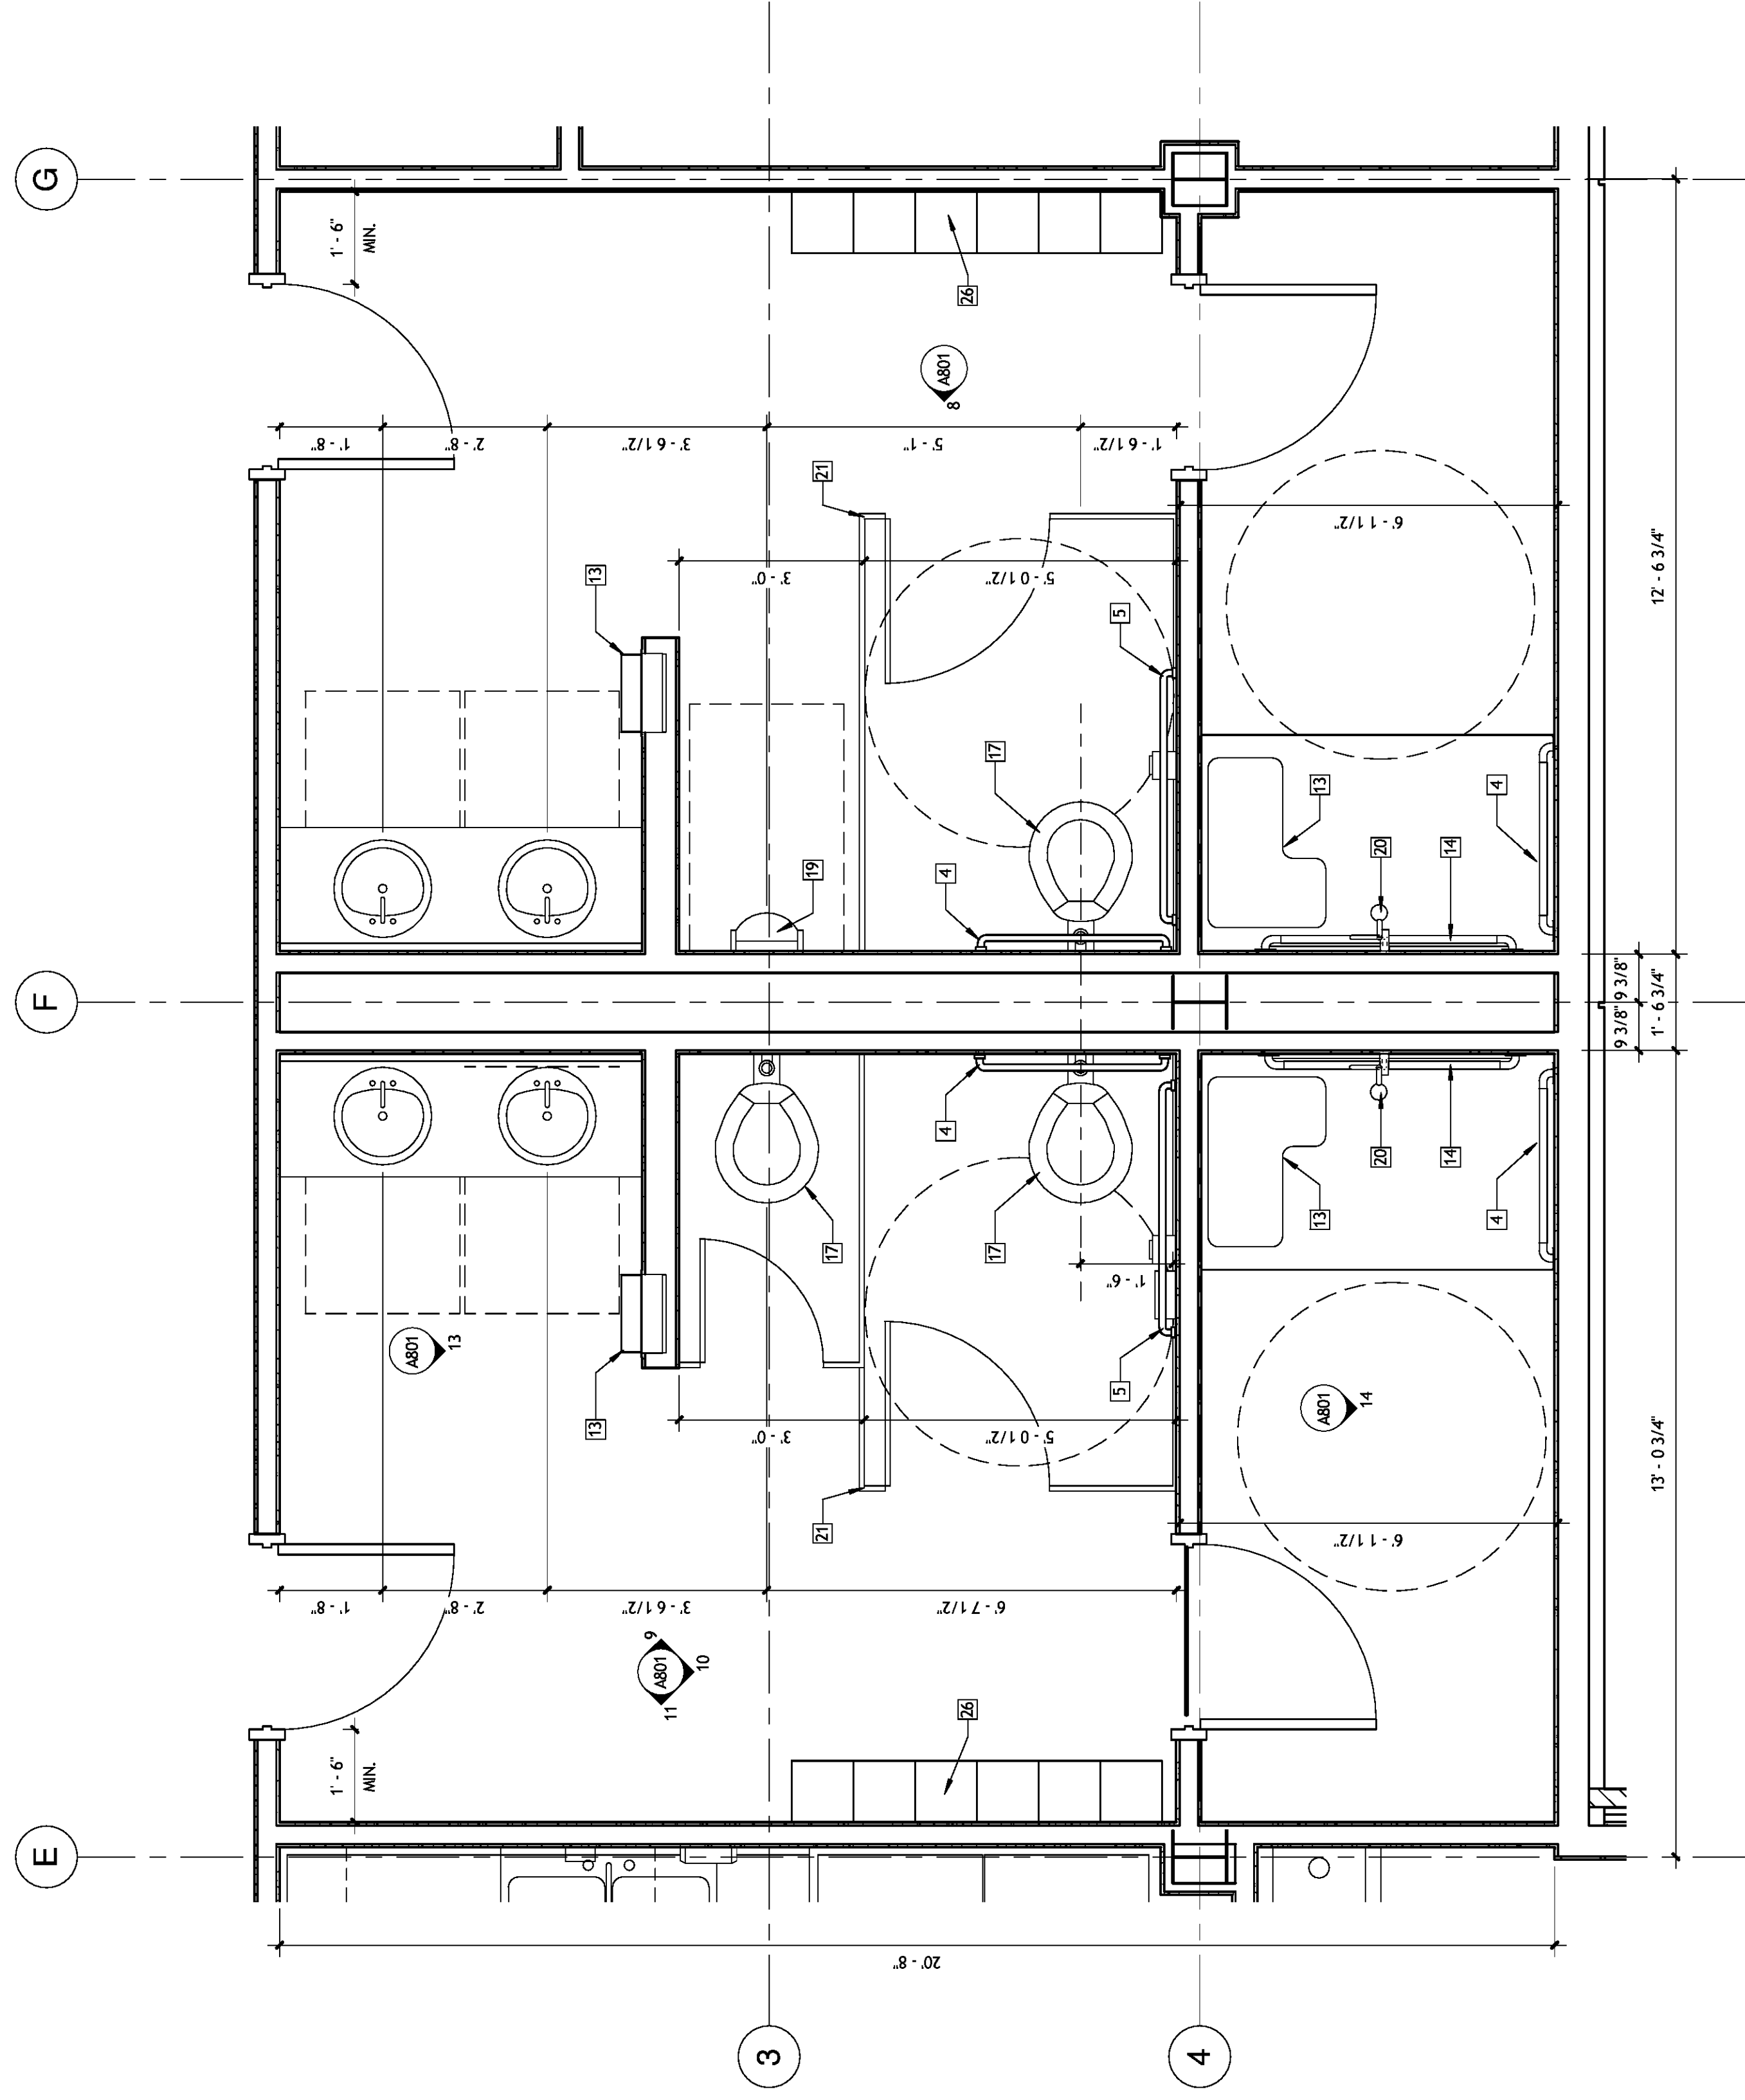 G
1' - 6"
MIN.
26
A801
8
1' - 8"
2' - 8"
3' - 6 1/2"
5' - 1"
1' - 6 1/2"
21
6' - 1 1/2"
12' - 6 3/4"
13
3' - 0"
5' - 0 1/2"
5
17
13
4
20
14
19
4
F
9 3/8"
9 3/8"
1' - 6 3/4"
4
20
14
17
17
13
4
1' - 6"
A801
13
5
A801
14
13
3' - 0"
5' - 0 1/2"
13' - 0 3/4"
21
6' - 1 1/2"
1' - 8"
2' - 8"
3' - 6 1/2"
6' - 7 1/2"
9
A801
10
11
26
1' - 6"
MIN.
E
20' - 8"
3
4